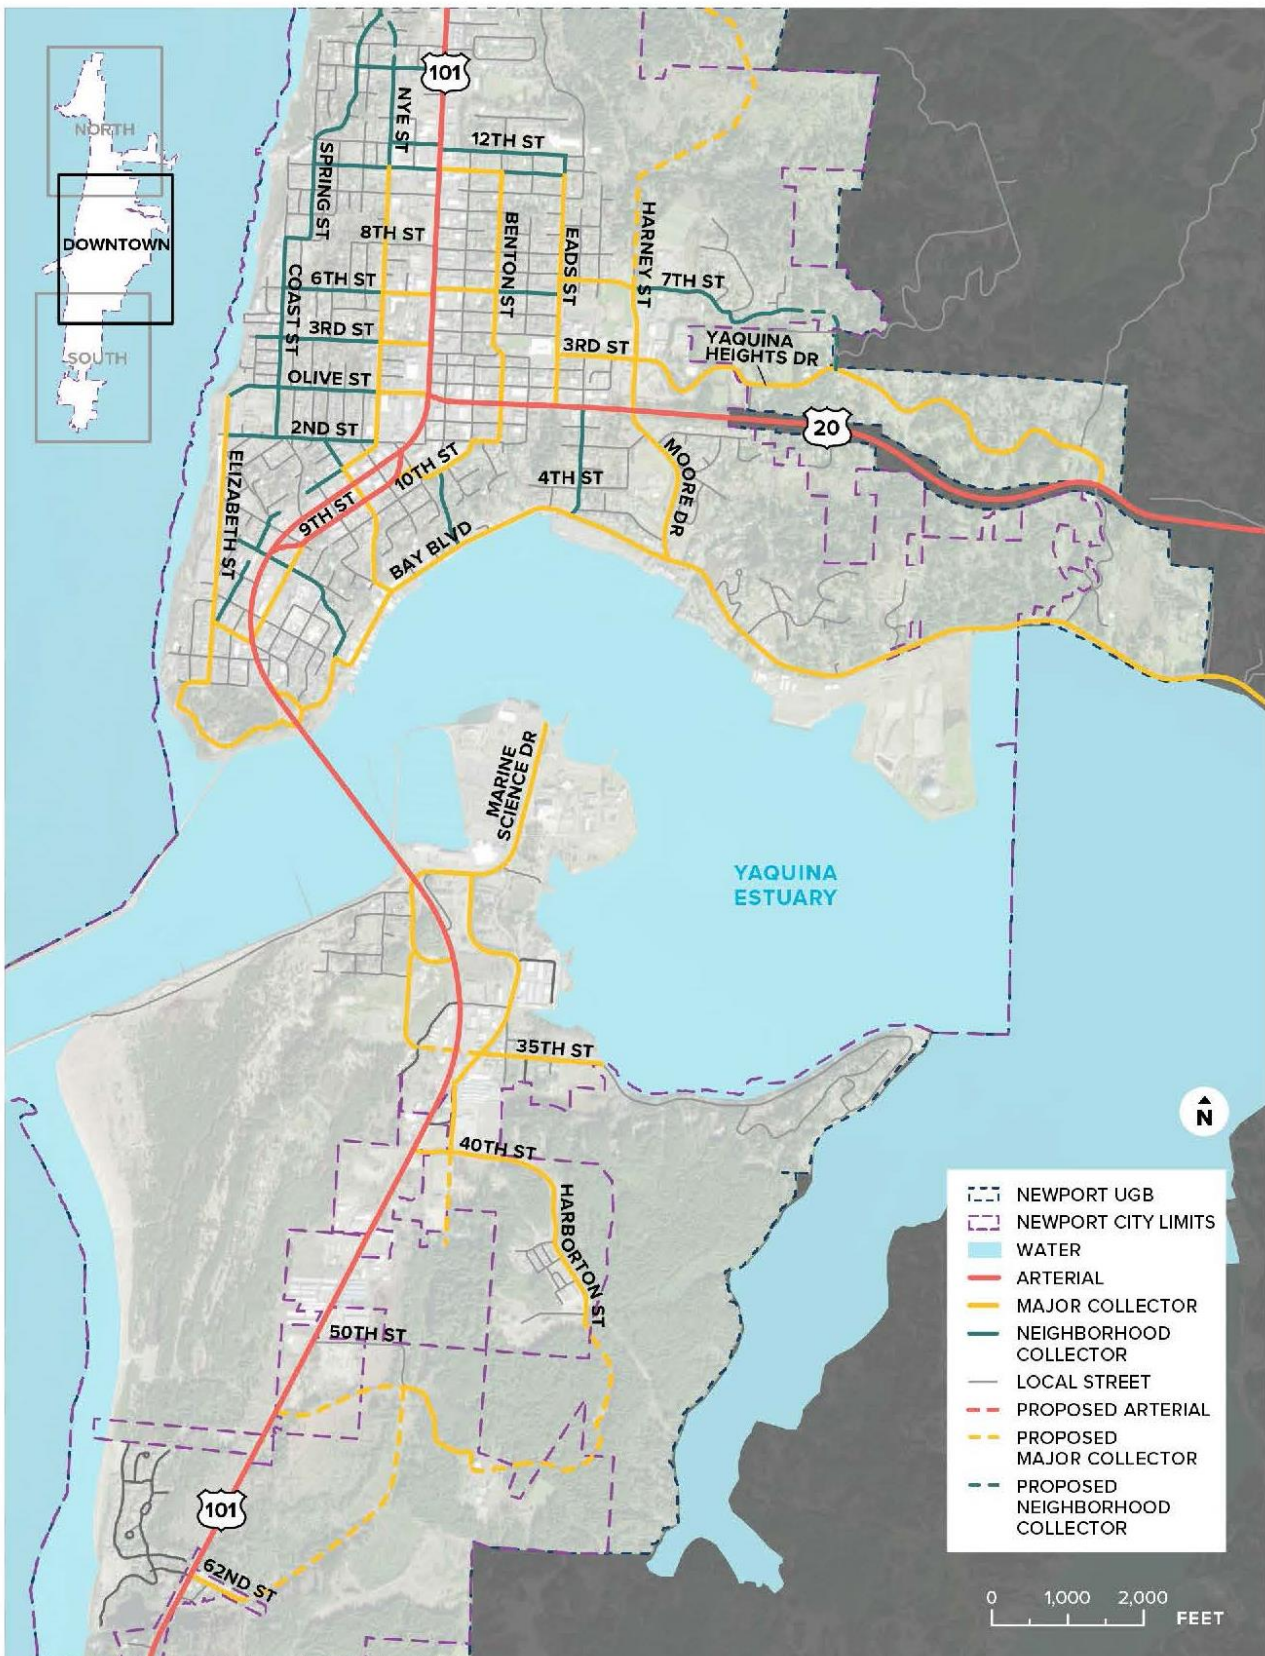 101
NORTH
DOWNTOWN
SOUTH
NYE ST
12TH ST
SPRING ST
8TH ST
BENTON ST
EADS ST
HARNEY ST
7TH ST
COAST ST
6TH ST
3RD ST
3RD ST
YAQUINA
HEIGHTS DR
OLIVE ST
2ND ST
20
ELIZABETH ST
10TH ST
4TH ST
MOORE DR
9TH ST
BAY BLVD
MARINE
SCIENCE DR
YAQUINA
ESTUARY
35TH ST
N
40TH ST
HARBORTON ST
50TH ST
101
62ND ST
NEWPORT UGB
NEWPORT CITY LIMITS
WATER
ARTERIAL
MAJOR COLLECTOR
NEIGHBORHOOD
COLLECTOR
LOCAL STREET
PROPOSED ARTERIAL
PROPOSED
MAJOR COLLECTOR
PROPOSED
NEIGHBORHOOD
COLLECTOR
0 1,000 2,000
FEET